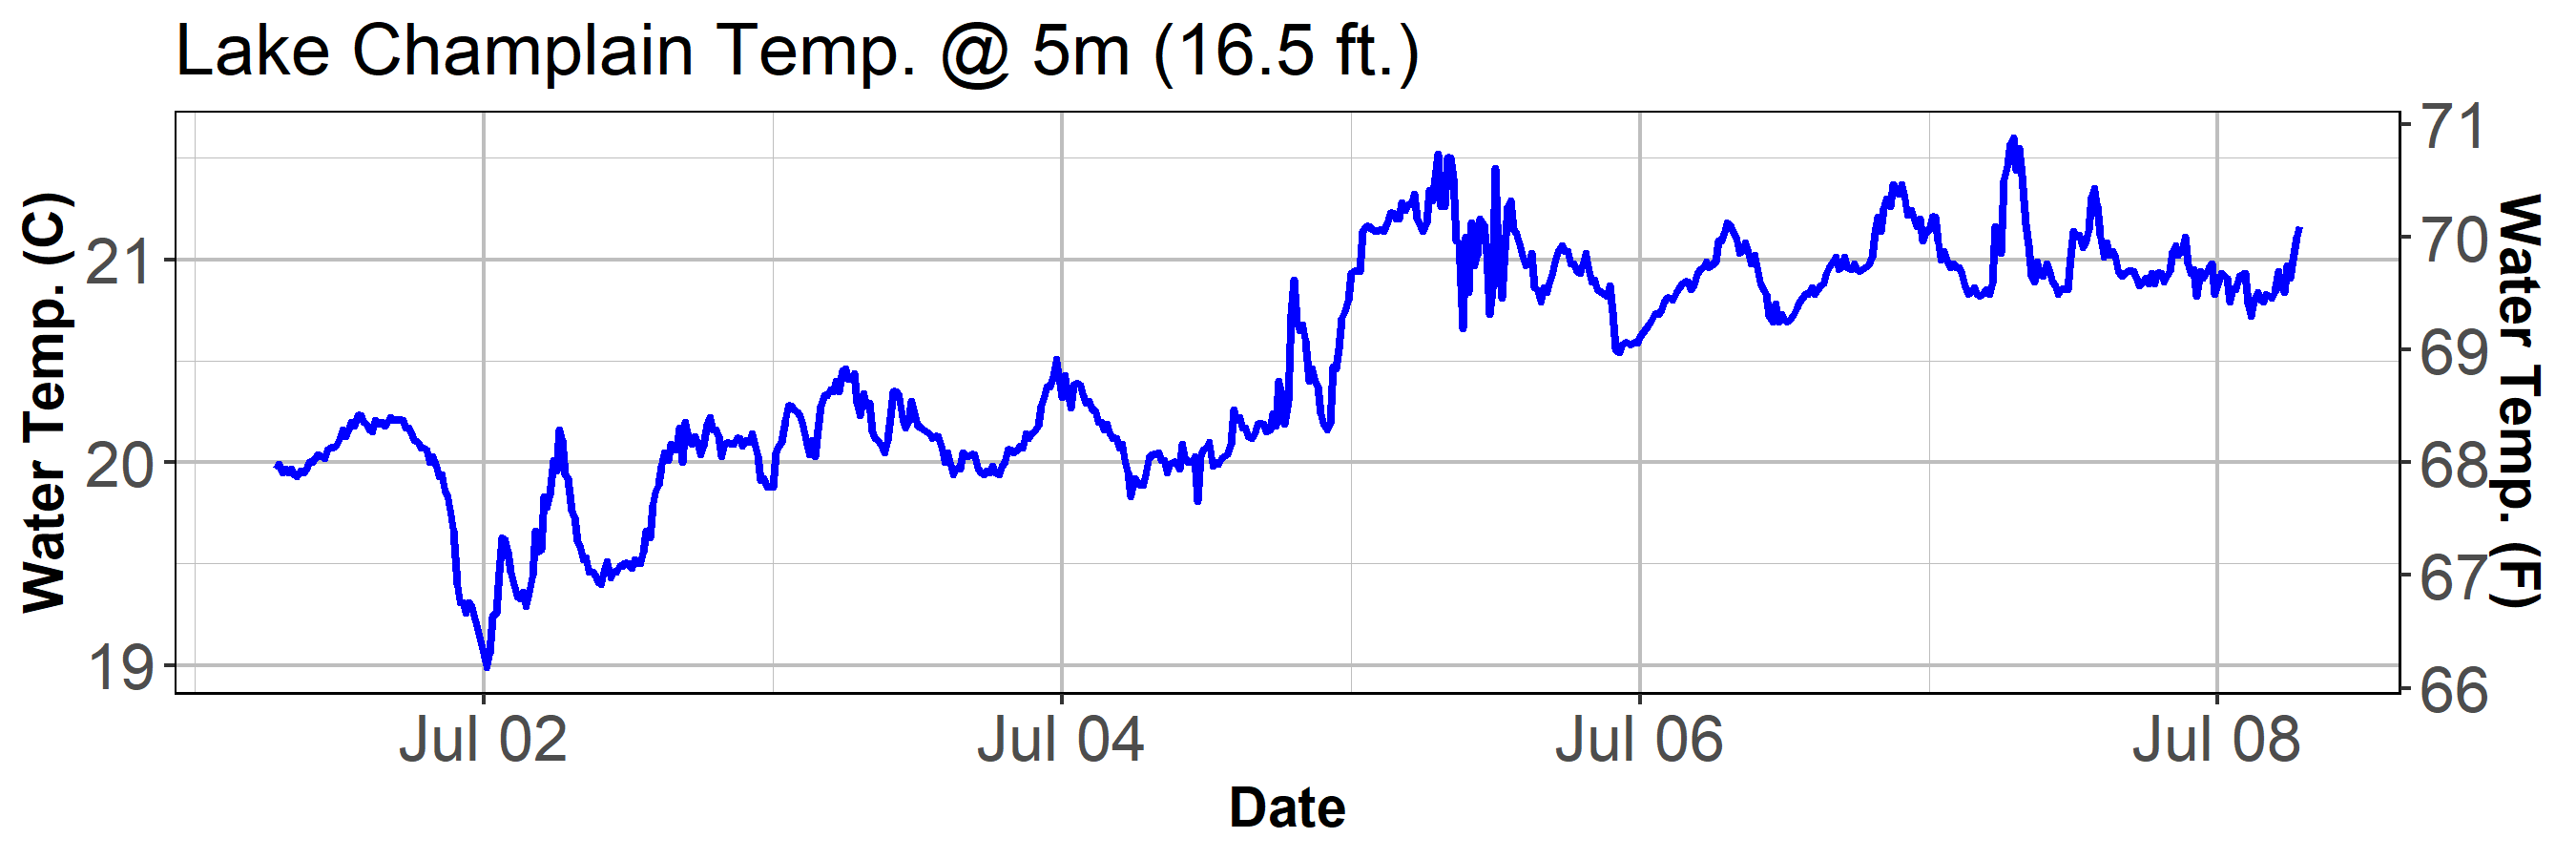 Lake Champlain Temp. @ 5m (16.5 ft.)
Water Temp. (C)
21
20
19
71
70
69
68
67
66
Water Temp. (F)
Jul 02 Jul 04 Jul 06 Jul 08
Date